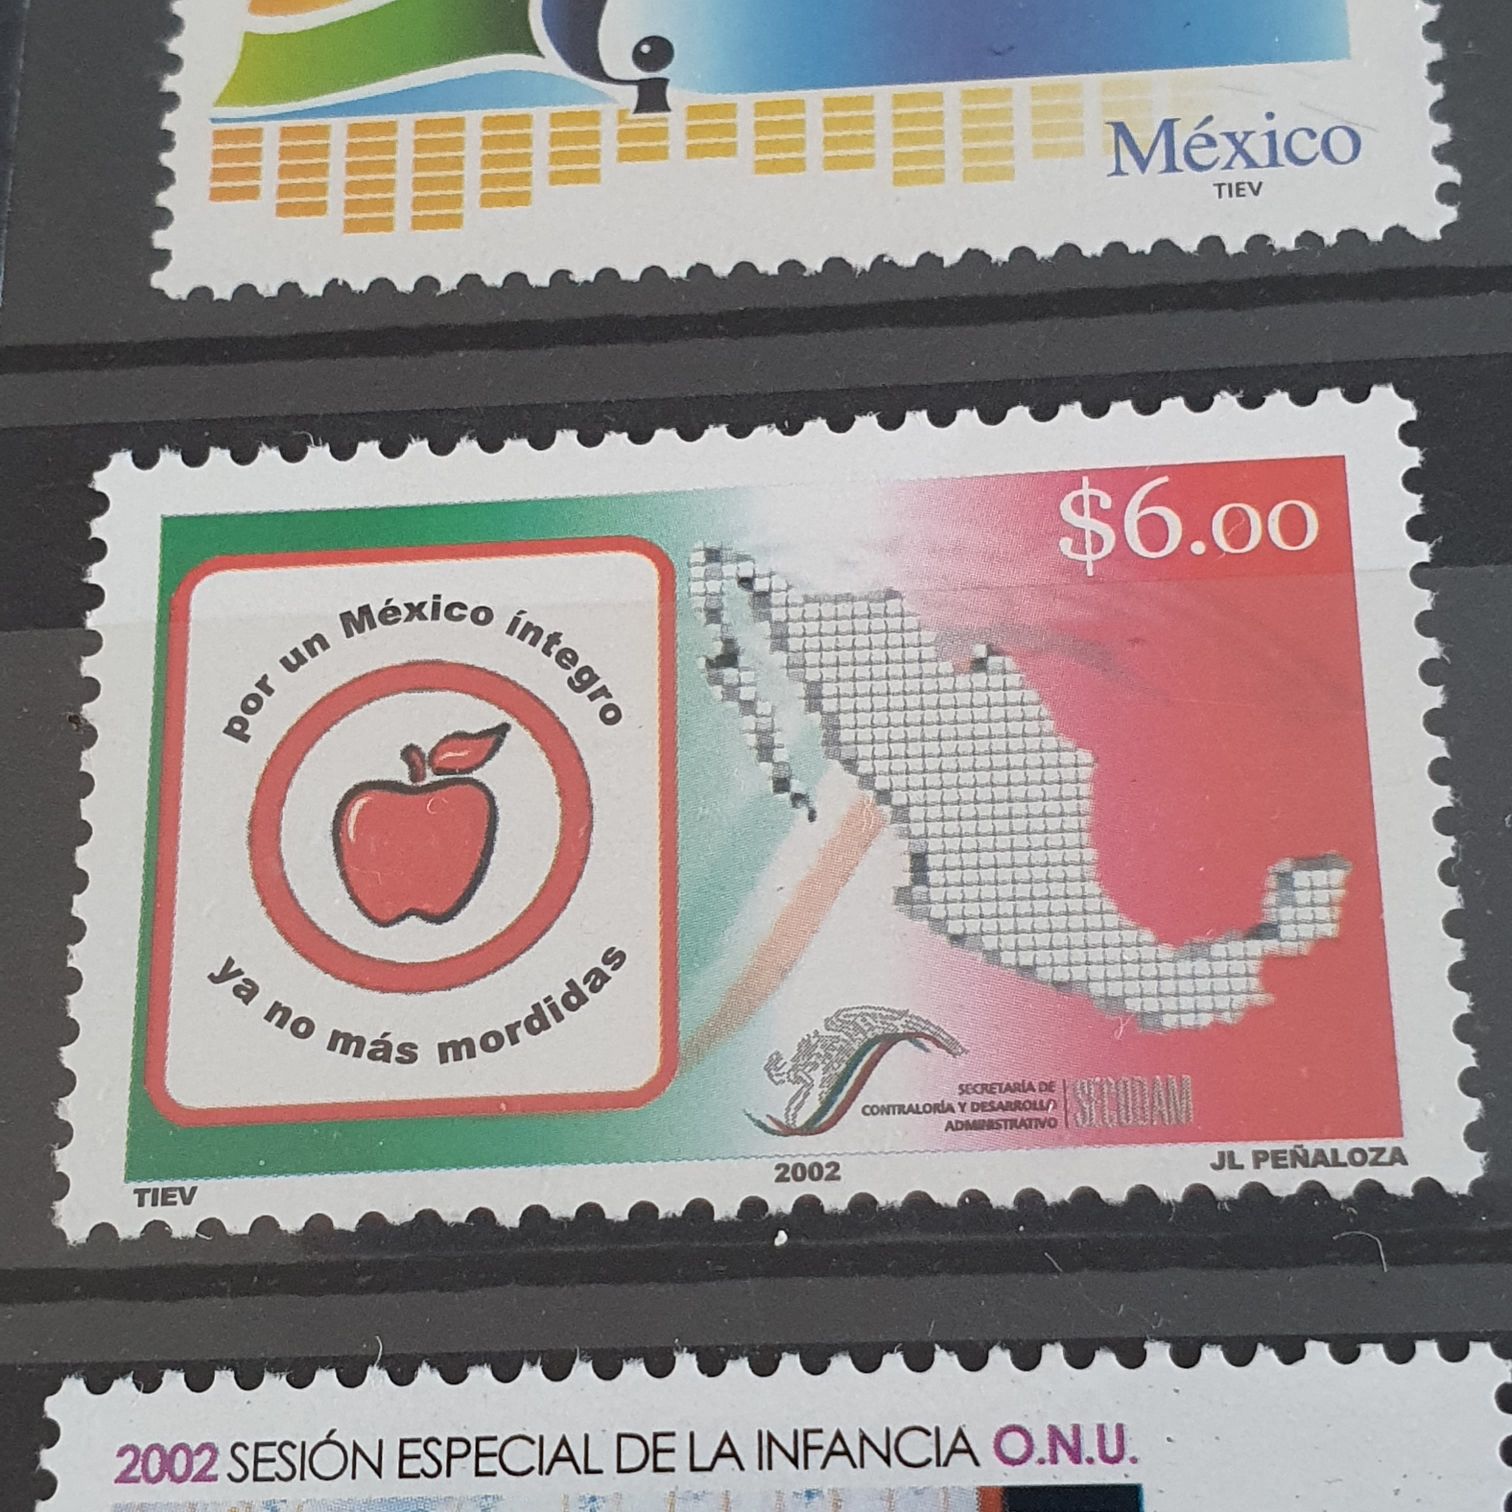 México
TIEV
$6.00
por un México íntegro
ya no más mordidas
SECRETARÍA DE
CONTRALORÍA Y DESARROLLO
ADMINISTRATIVO
SECODAM
TIEV
2002
JL PEÑALOZA
2002 SESIÓN ESPECIAL DE LA INFANCIA O.N.U.